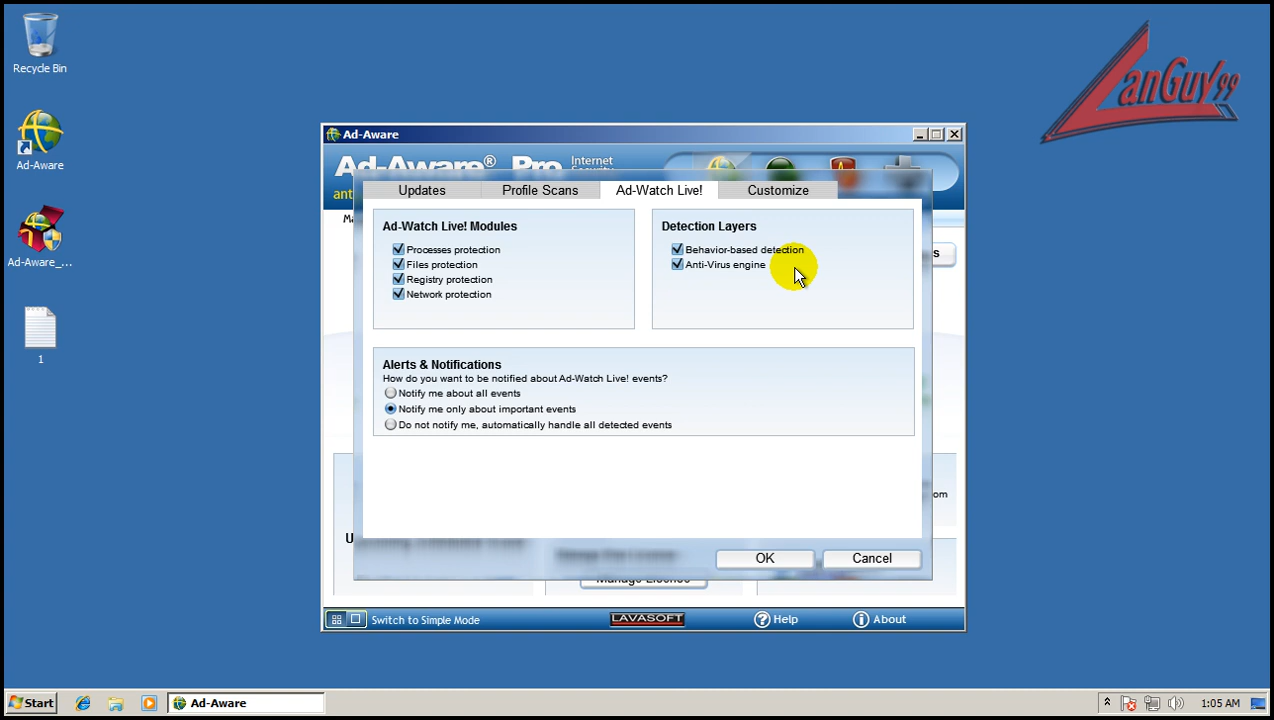 Recycle Bin
Ad-Aware
Ad-Aware_...
1
LanGuy99
Ad-Aware
Ad-Aware® Pro Internet
ant
Ma
s
Updates
Profile Scans
Ad-Watch Live!
Customize
Ad-Watch Live! Modules
Processes protection
Files protection
Registry protection
Network protection
Detection Layers
Behavior-based detection
Anti-Virus engine
Alerts & Notifications
How do you want to be notified about Ad-Watch Live! events?
Notify me about all events
Notify me only about important events
Do not notify me, automatically handle all detected events
om
OK
Cancel
Manage License
Switch to Simple Mode
LAVASOFT
Help
About
Start
Ad-Aware
1:05 AM